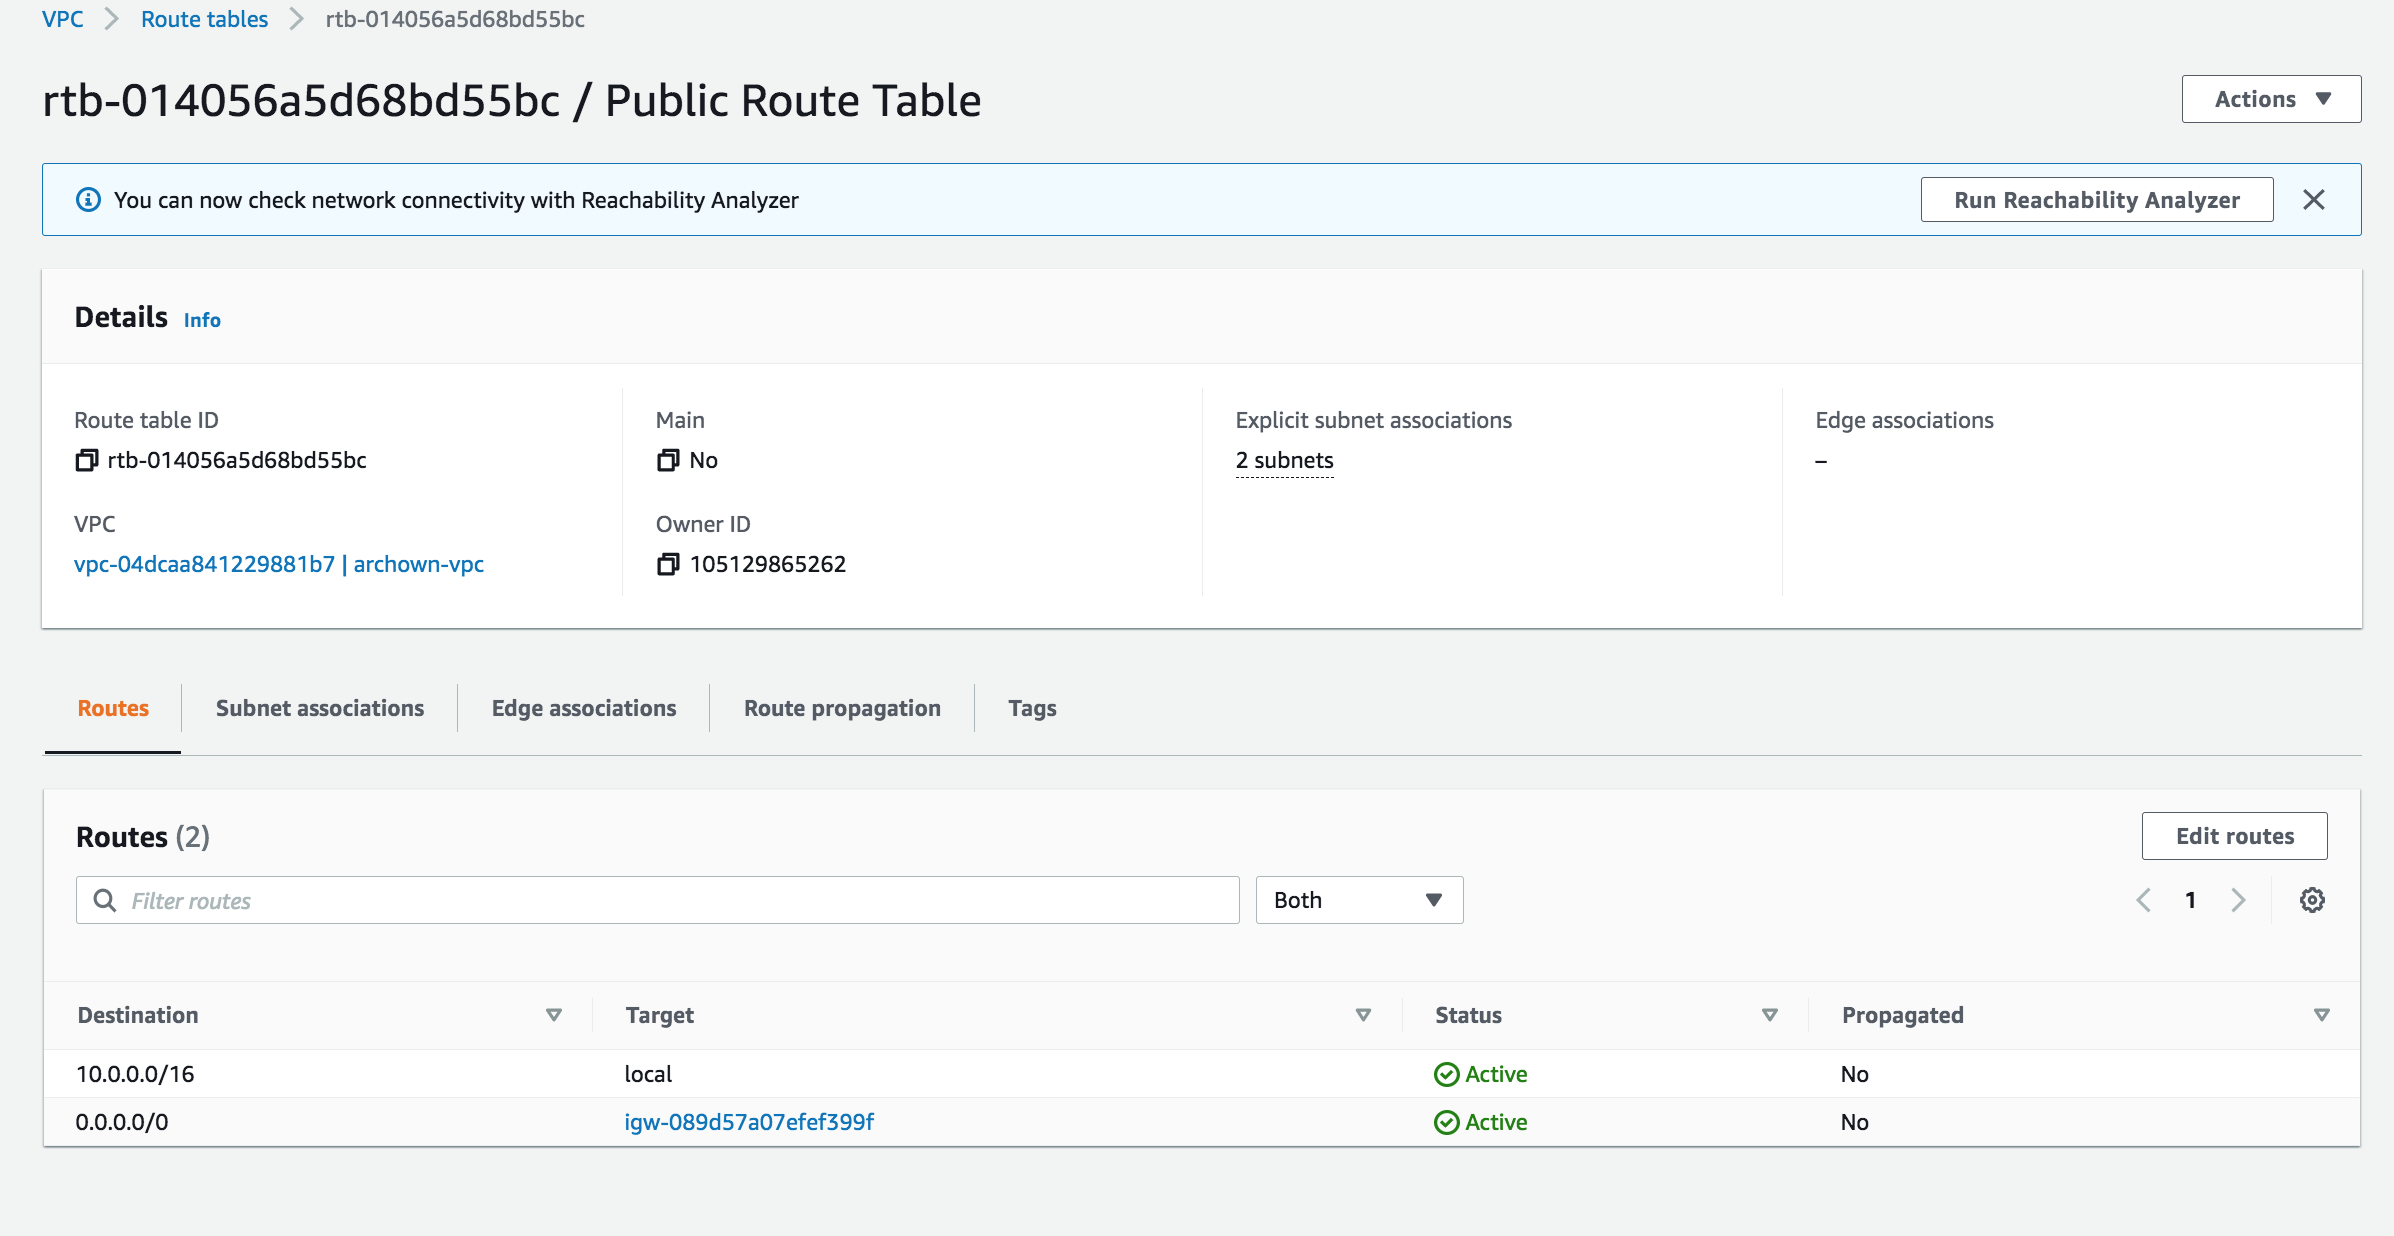 VPC > Route tables > rtb-014056a5d68bd55bc
rtb-014056a5d68bd55bc / Public Route Table
Actions
You can now check network connectivity with Reachability Analyzer
Run Reachability Analyzer
Details Info
Route table ID
rtb-014056a5d68bd55bc
Main
No
Explicit subnet associations
2 subnets
Edge associations
–
VPC
vpc-04dcaa841229881b7 | archown-vpc
Owner ID
105129865262
Routes Subnet associations Edge associations Route propagation Tags
Routes (2)
Edit routes
Filter routes
Both
1
Destination Target Status Propagated
10.0.0.0/16 local Active No
0.0.0.0/0 igw-089d57a07efef399f Active No